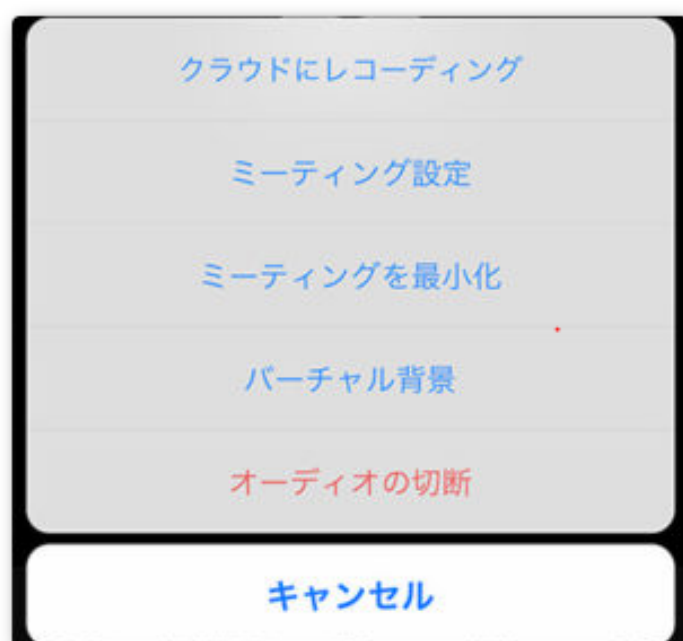 クラウドにレコーディング
ミーティング設定
ミーティングを最小化
バーチャル背景
オーディオの切断
キャンセル